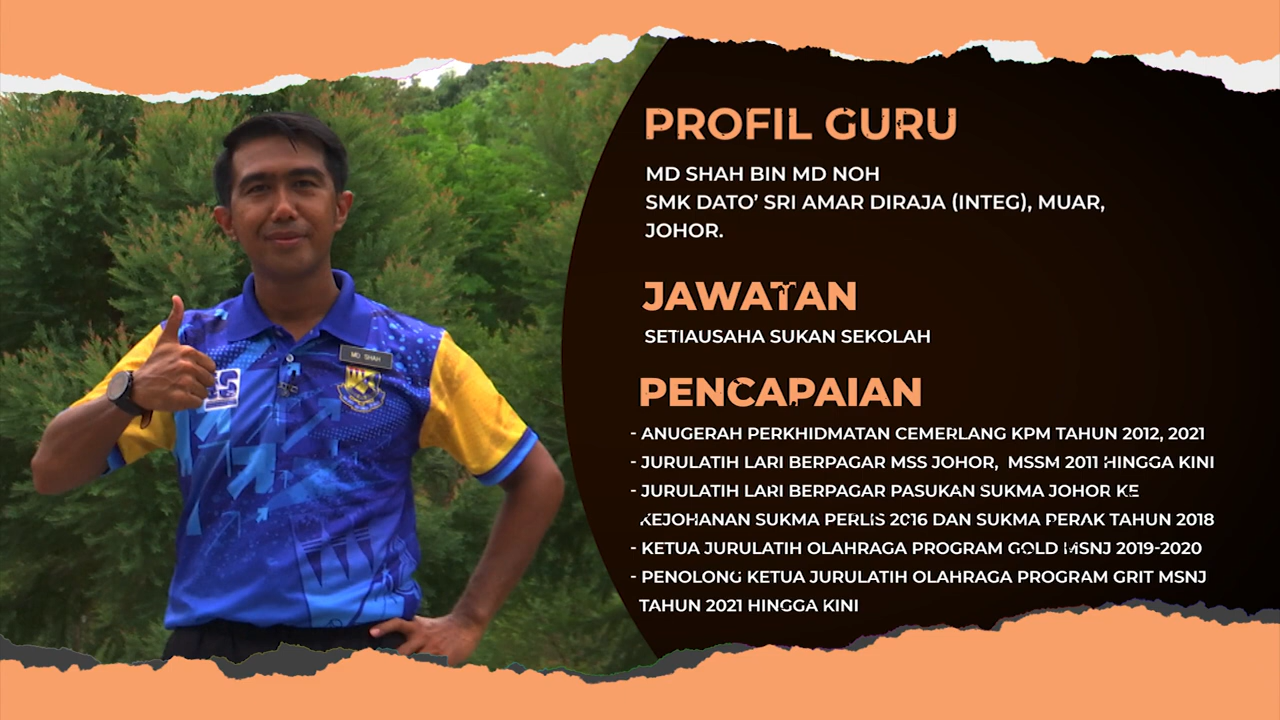 PROFIL GURU
MD SHAH BIN MD NOH
SMK DATO’ SRI AMAR DIRAJA (INTEG), MUAR,
JOHOR.
JAWATAN
SETIAUSAHA SUKAN SEKOLAH
PENCAPAIAN
- ANUGERAH PERKHIDMATAN CEMERLANG KPM TAHUN 2012, 2021
- JURULATIH LARI BERPAGAR MSS JOHOR, MSSM 2011 HINGGA KINI
- JURULATIH LARI BERPAGAR PASUKAN SUKMA JOHOR KE
KEJOHANAN SUKMA PERLIS 2016 DAN SUKMA PERAK TAHUN 2018
- KETUA JURULATIH OLAHRAGA PROGRAM GOLD MSNJ 2019-2020
- PENOLONG KETUA JURULATIH OLAHRAGA PROGRAM GRIT MSNJ
TAHUN 2021 HINGGA KINI
MD SHAH